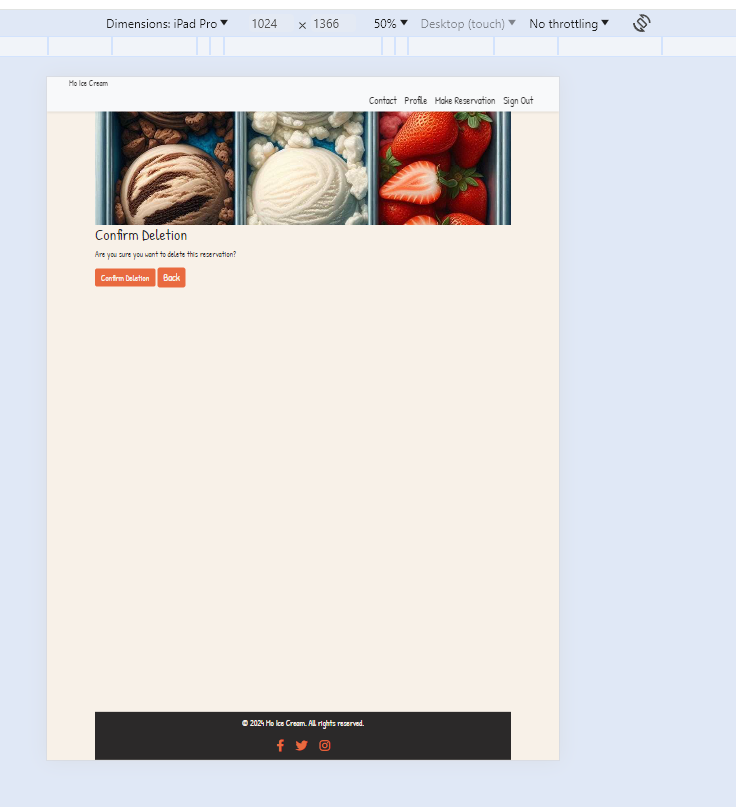 Dimensions: iPad Pro 1024 × 1366 50% Desktop (touch) No throttling
Mo Ice Cream
Contact Profile Make Reservation Sign Out
Confirm Deletion
Are you sure you want to delete this reservation?
Confirm Deletion Back
© 2024 Mo Ice Cream. All rights reserved.